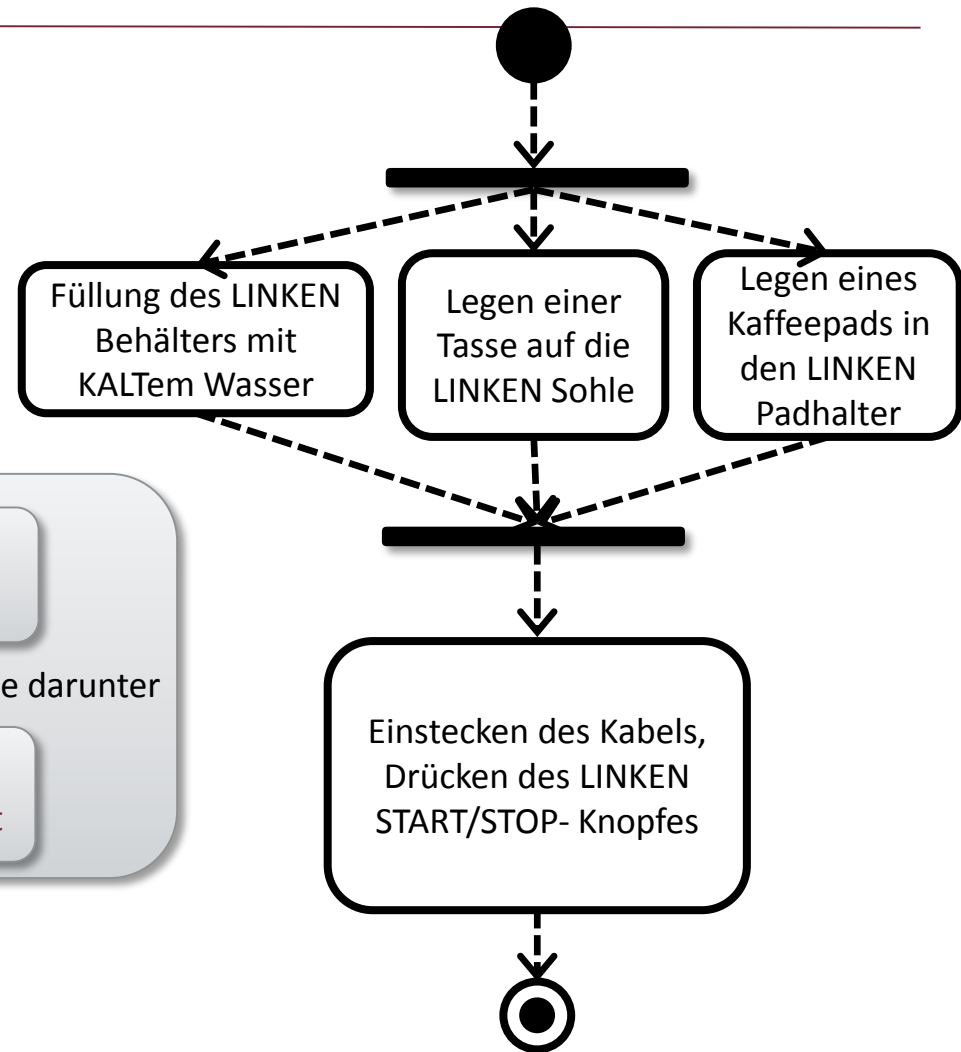 Füllung des LINKEN
Behälters mit
KALTem Wasser
Legen einer
Tasse auf die
LINKEN Sohle
Legen eines
Kaffeepads in
den LINKEN
Padhalter
e darunter
Einstecken des Kabels,
Drücken des LINKEN
START/STOP- Knopfes